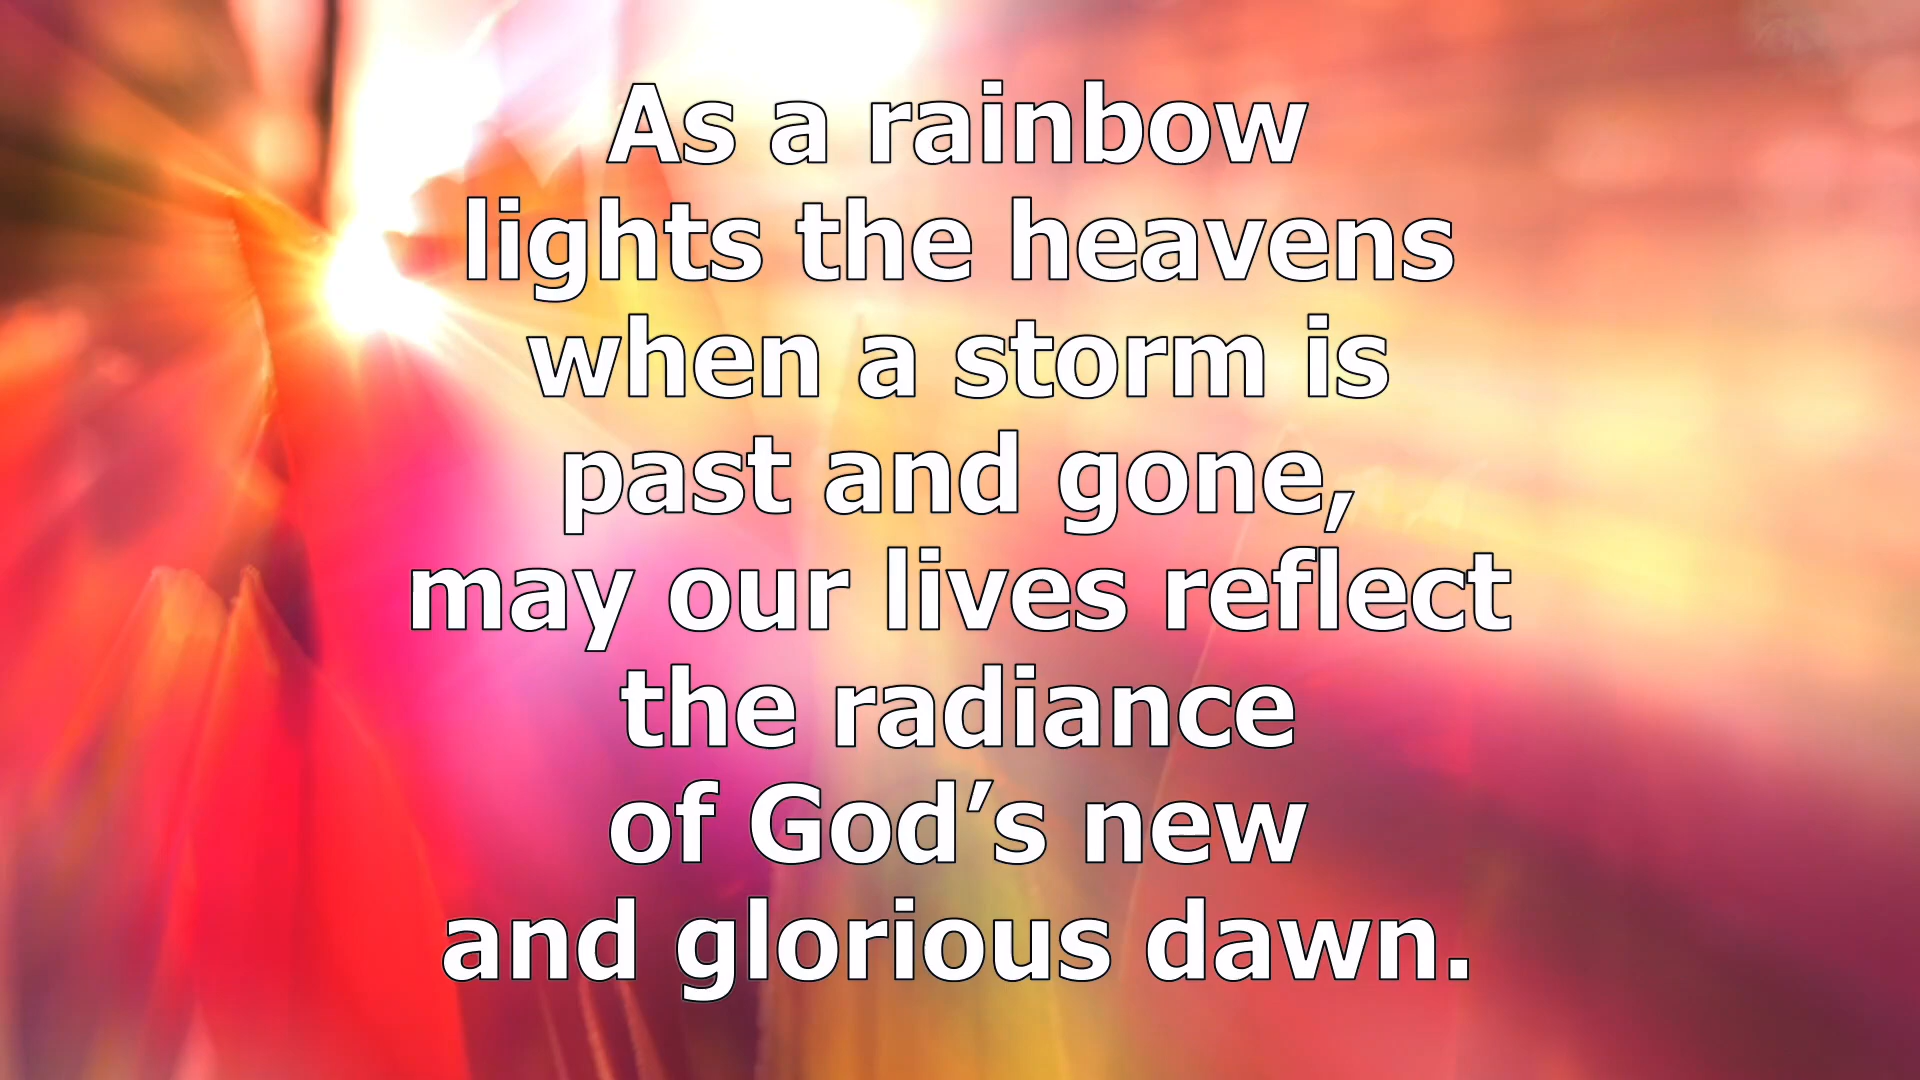 As a rainbow
lights the heavens
when a storm is
past and gone,
may our lives reflect
the radiance
of God’s new
and glorious dawn.